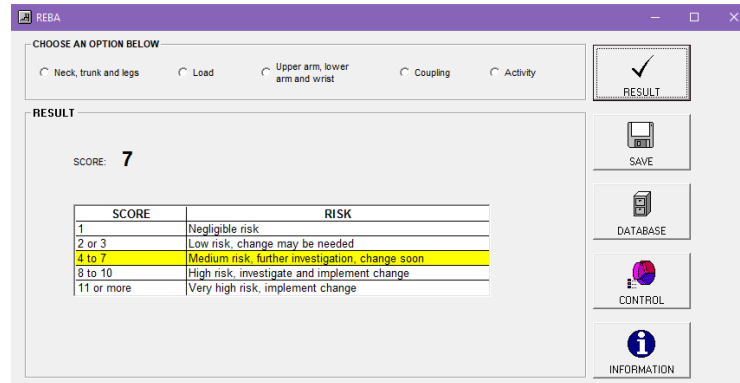 REBA
CHOOSE AN OPTION BELOW
Neck, trunk and legs
Load
Upper arm, lower
arm and wrist
Coupling
Activity
RESULT
RESULT
SCORE: 7
SAVE
SCORE RISK
1 Negligible risk
2 or 3 Low risk, change may be needed
4 to 7 Medium risk, further investigation, change soon
8 to 10 High risk, investigate and implement change
11 or more Very high risk, implement change
DATABASE
CONTROL
INFORMATION